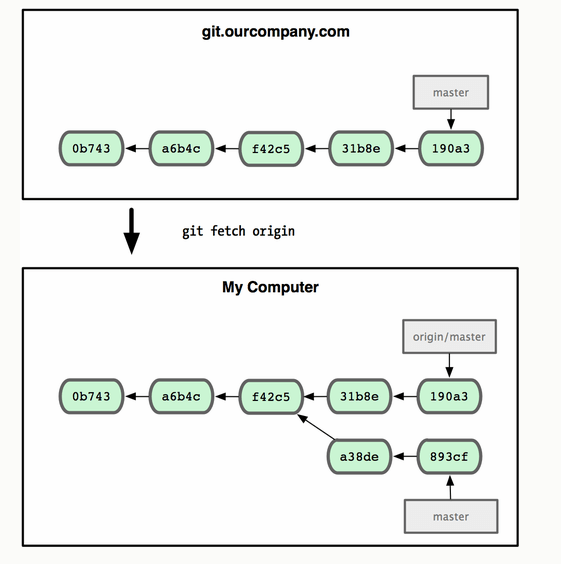 git.ourcompany.com
master
0b743 a6b4c f42c5 31b8e 190a3
git fetch origin
My Computer
origin/master
0b743 a6b4c f42c5 31b8e 190a3
a38de 893cf
master